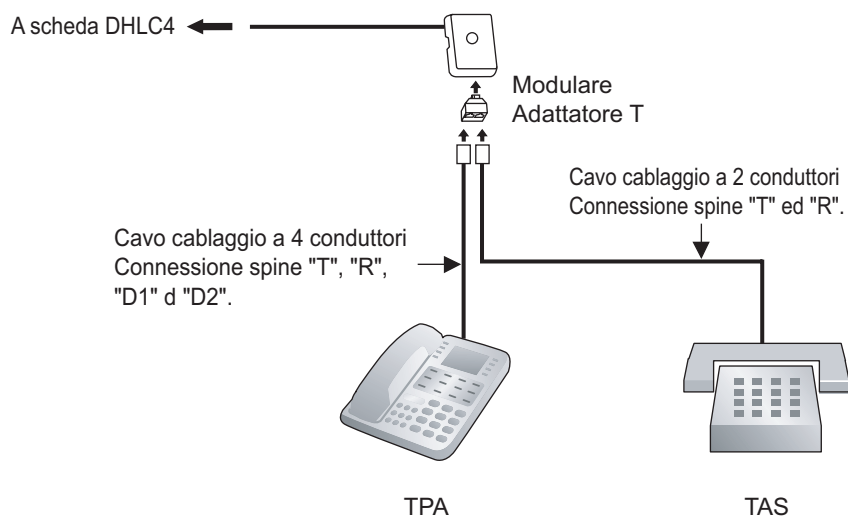 A scheda DHLC4
Modulare
Adattatore T
Cavo cablaggio a 2 conduttori
Connessione spine "T" ed "R".
Cavo cablaggio a 4 conduttori
Connessione spine "T", "R",
"D1" d "D2".
TPA
TAS